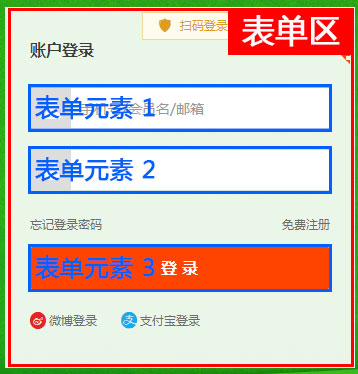 扫码登录
表单区
账户登录
表单元素 1
会员名/邮箱
表单元素 2
忘记登录密码 免费注册
表单元素 3 登 录
微博登录 支付宝登录